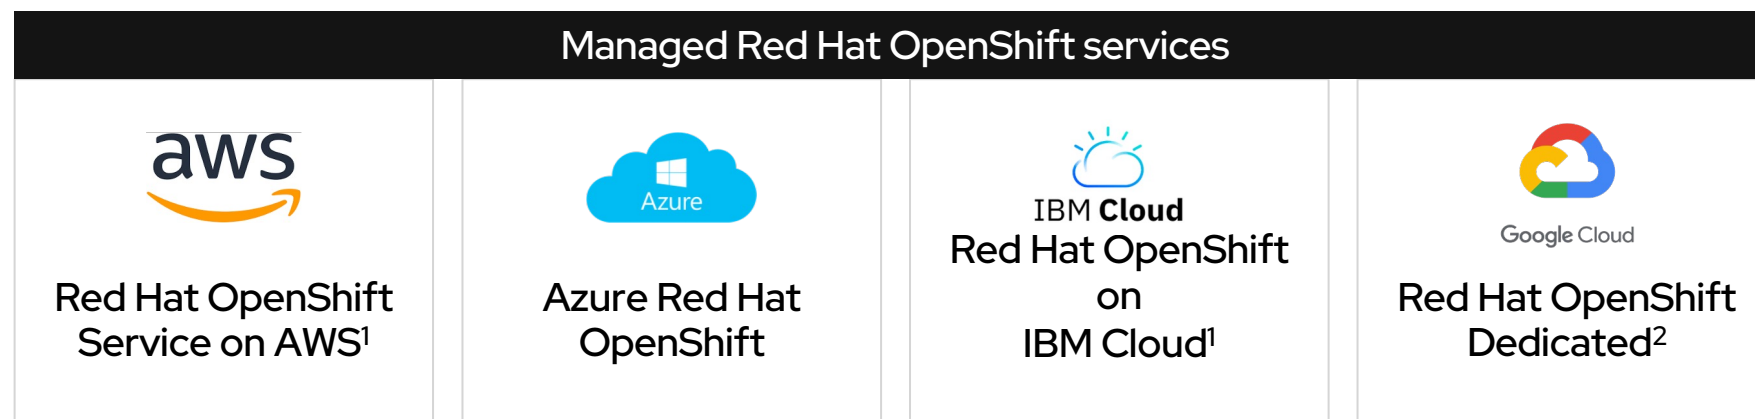 Managed Red Hat OpenShift services
aws
Red Hat OpenShift
Service on AWS¹
Azure
Azure Red Hat
OpenShift
IBM Cloud
Red Hat OpenShift
on
IBM Cloud¹
Google Cloud
Red Hat OpenShift
Dedicated²